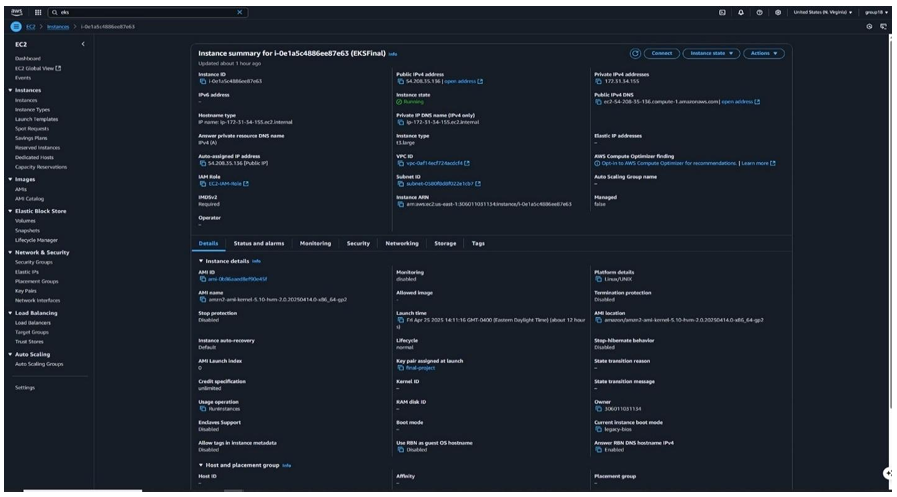 aws
eks
United States (N. Virginia)
group18
EC2 > Instances > i-0e1a5c4886ee87e63
EC2
Dashboard
EC2 Global View
Events
Instances
Instances
Instance Types
Launch Templates
Spot Requests
Savings Plans
Reserved Instances
Dedicated Hosts
Capacity Reservations
Images
AMIs
AMI Catalog
Elastic Block Store
Volumes
Snapshots
Lifecycle Manager
Network & Security
Security Groups
Elastic IPs
Placement Groups
Key Pairs
Network Interfaces
Load Balancing
Load Balancers
Target Groups
Trust Stores
Auto Scaling
Auto Scaling Groups
Settings
Instance summary for i-0e1a5c4886ee87e63 (EKSFinal) Info
Updated about 1 hour ago
Connect
Instance state
Actions
Instance ID
i-0e1a5c4886ee87e63
Public IPv4 address
54.208.35.136 | open address
Private IPv4 addresses
172.31.34.155
IPv6 address
–
Instance state
Running
Public IPv4 DNS
ec2-54-208-35-136.compute-1.amazonaws.com | open address
Hostname type
IP name: ip-172-31-34-155.ec2.internal
Private IP DNS name (IPv4 only)
ip-172-31-34-155.ec2.internal
Answer private resource DNS name
IPv4 (A)
Instance type
t3.large
Elastic IP addresses
–
Auto-assigned IP address
54.208.35.136 [Public IP]
VPC ID
AWS Compute Optimizer finding
Opt-in to AWS Compute Optimizer for recommendations. | Learn more
IAM Role
EC2-IAM-Role
Subnet ID
Auto Scaling Group name
–
IMDSv2
Required
Instance ARN
arn:aws:ec2:us-east-1:306011031134:instance/i-0e1a5c4886ee87e63
Managed
false
Operator
–
Details
Status and alarms
Monitoring
Security
Networking
Storage
Tags
Instance details Info
AMI ID
Monitoring
disabled
Platform details
Linux/UNIX
AMI name
amzn2-ami-kernel-5.10-hvm-2.0.20250414.0-x86_64-gp2
Allowed image
-
Termination protection
Disabled
Stop protection
Disabled
Launch time
Fri Apr 25 2025 14:11:16 GMT-0400 (Eastern Daylight Time) (about 12 hour
s)
AMI location
amazon/amzn2-ami-kernel-5.10-hvm-2.0.20250414.0-x86_64-gp2
Instance auto-recovery
Default
Lifecycle
normal
Stop-hibernate behavior
Disabled
AMI Launch index
0
Key pair assigned at launch
final-project
State transition reason
–
Credit specification
unlimited
Kernel ID
–
State transition message
–
Usage operation
RunInstances
RAM disk ID
–
Owner
306011031134
Enclaves Support
Disabled
Boot mode
–
Current instance boot mode
legacy-bios
Allow tags in instance metadata
Disabled
Use RBN as guest OS hostname
Disabled
Answer RBN DNS hostname IPv4
Enabled
Host and placement group Info
Host ID
–
Affinity
–
Placement group
–